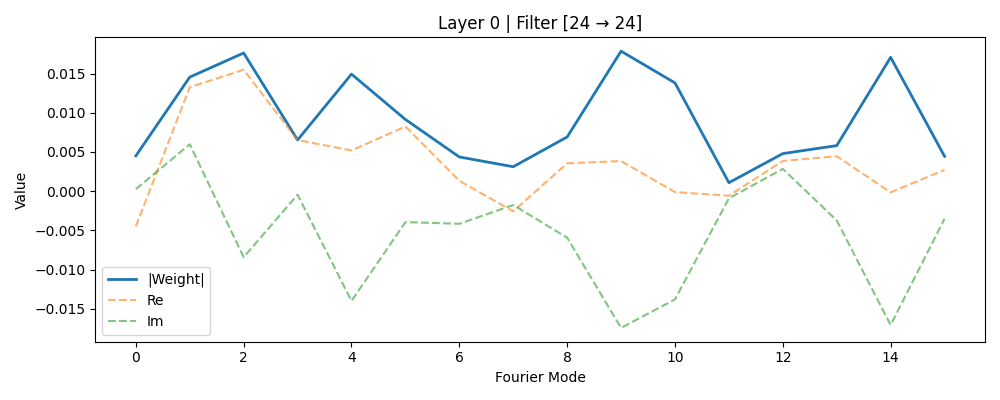 Layer 0 | Filter [24 → 24]
Value
0.015
0.010
0.005
0.000
−0.005
−0.010
−0.015
|Weight|
Re
Im
0 2 4 6 8 10 12 14
Fourier Mode